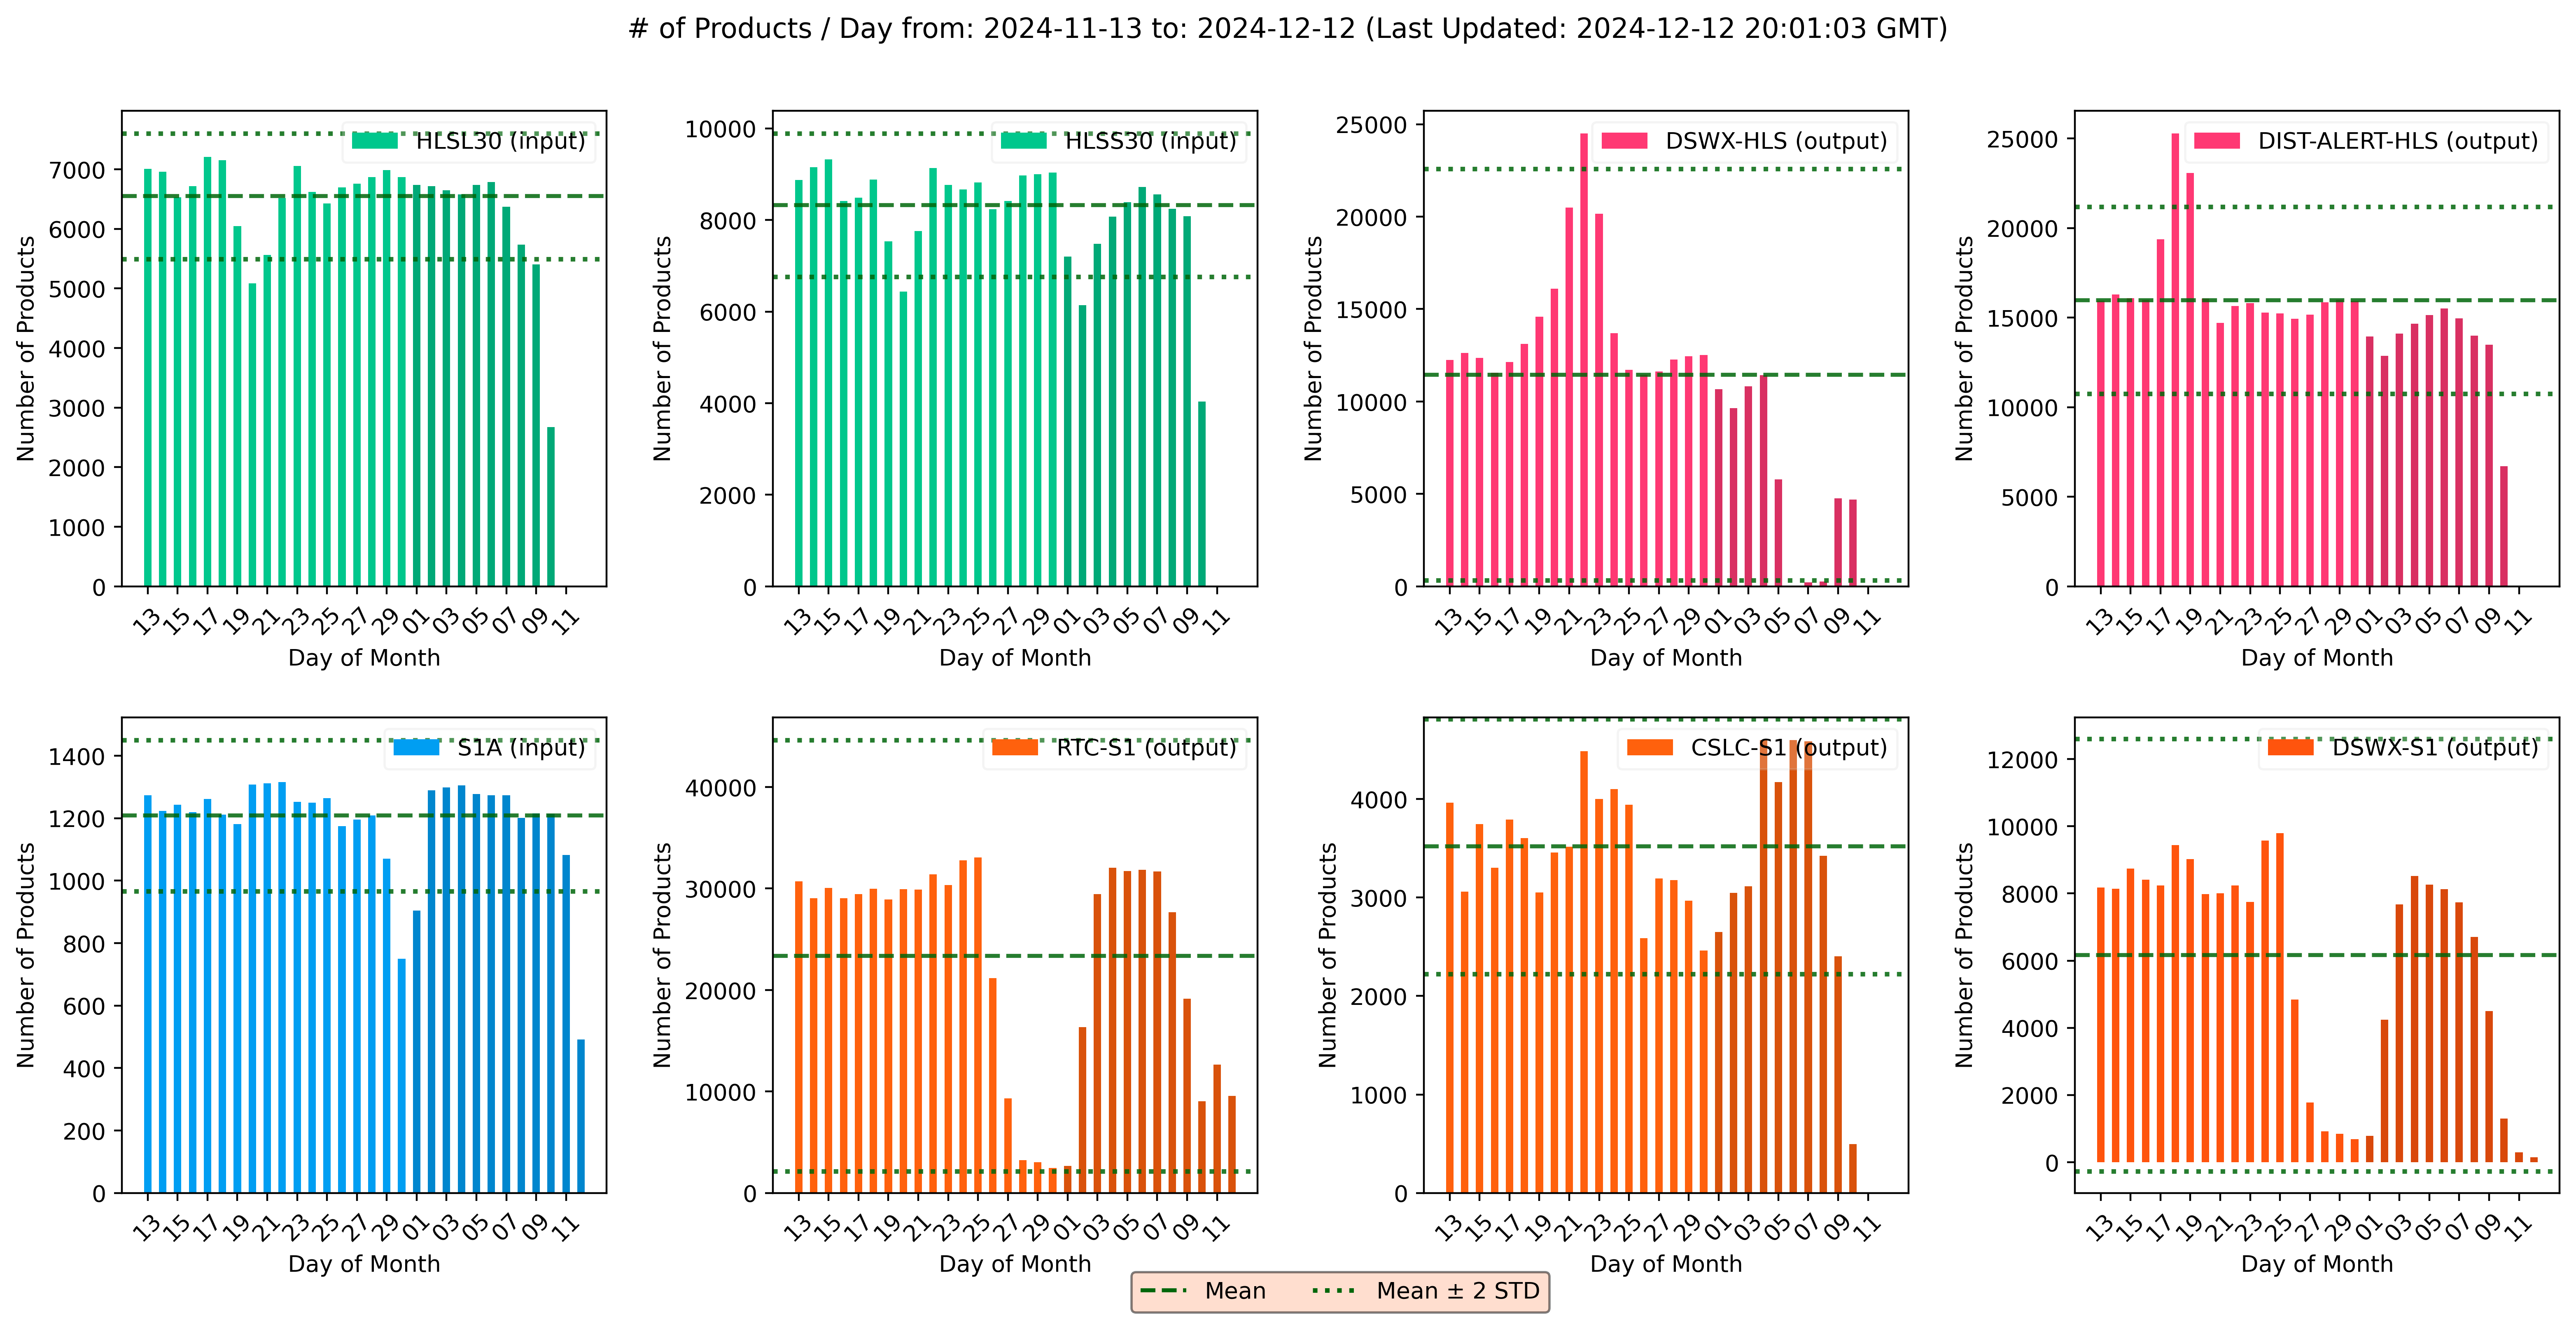 # of Products / Day from: 2024-11-13 to: 2024-12-12 (Last Updated: 2024-12-12 20:01:03 GMT)
HLSL30 (input)
Number of Products
7000
6000
5000
4000
3000
2000
1000
0
13 15 17 19 21 23 25 27 29 01 03 05 07 09 11
Day of Month
HLSS30 (input)
Number of Products
10000
8000
6000
4000
2000
0
13 15 17 19 21 23 25 27 29 01 03 05 07 09 11
Day of Month
DSWX-HLS (output)
Number of Products
25000
20000
15000
10000
5000
0
13 15 17 19 21 23 25 27 29 01 03 05 07 09 11
Day of Month
DIST-ALERT-HLS (output)
Number of Products
25000
20000
15000
10000
5000
0
13 15 17 19 21 23 25 27 29 01 03 05 07 09 11
Day of Month
S1A (input)
Number of Products
1400
1200
1000
800
600
400
200
0
13 15 17 19 21 23 25 27 29 01 03 05 07 09 11
Day of Month
RTC-S1 (output)
Number of Products
40000
30000
20000
10000
0
13 15 17 19 21 23 25 27 29 01 03 05 07 09 11
Day of Month
CSLC-S1 (output)
Number of Products
4000
3000
2000
1000
0
13 15 17 19 21 23 25 27 29 01 03 05 07 09 11
Day of Month
DSWX-S1 (output)
Number of Products
12000
10000
8000
6000
4000
2000
0
13 15 17 19 21 23 25 27 29 01 03 05 07 09 11
Day of Month
Mean
Mean ± 2 STD